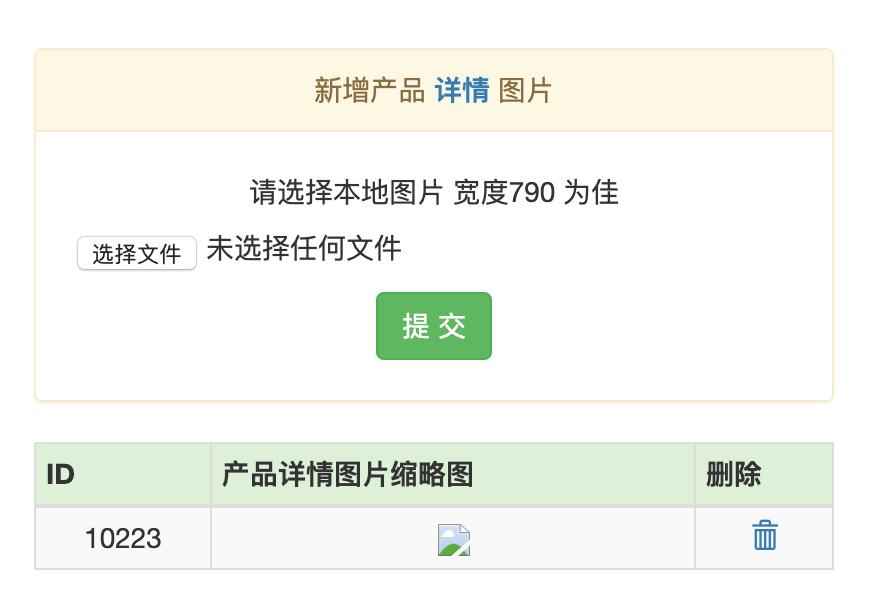 新增产品 详情 图片
请选择本地图片 宽度790 为佳
选择文件 未选择任何文件
提 交
ID 产品详情图片缩略图 删除
10223